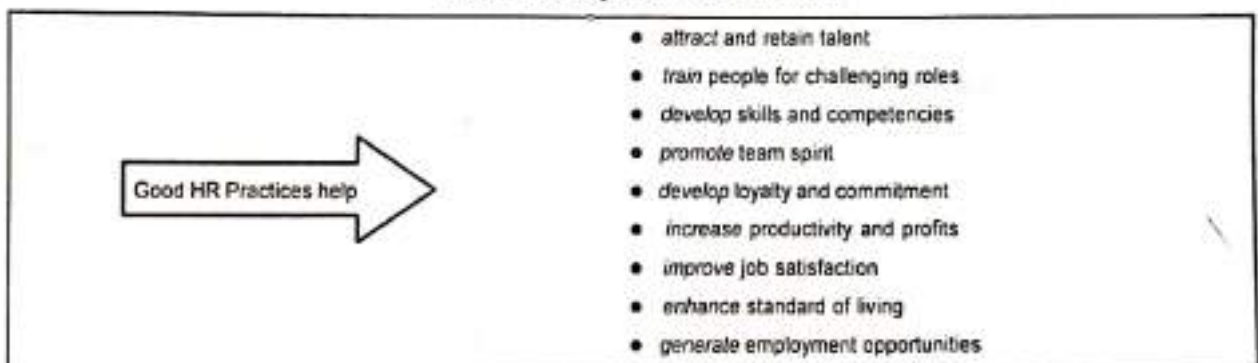 Good HR Practices help
• attract and retain talent
• train people for challenging roles
• develop skills and competencies
• promote team spirit
• develop loyalty and commitment
• increase productivity and profits
• improve job satisfaction
• enhance standard of living
• generate employment opportunities